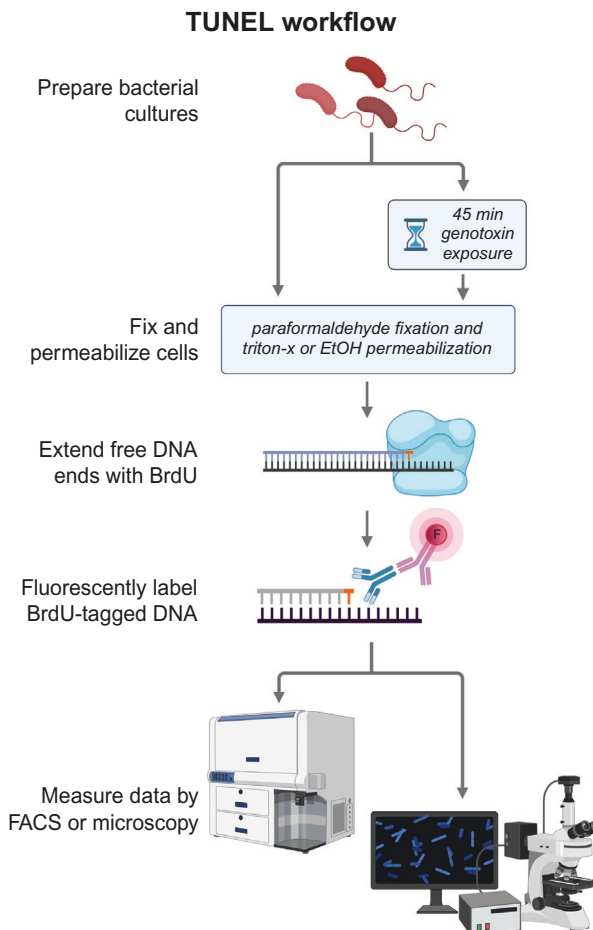 TUNEL workflow
Prepare bacterial
cultures
45 min
genotoxin
exposure
Fix and
permeabilize cells
paraformaldehyde fixation and
triton-x or EtOH permeabilization
Extend free DNA
ends with BrdU
F
Fluorescently label
BrdU-tagged DNA
Measure data by
FACS or microscopy